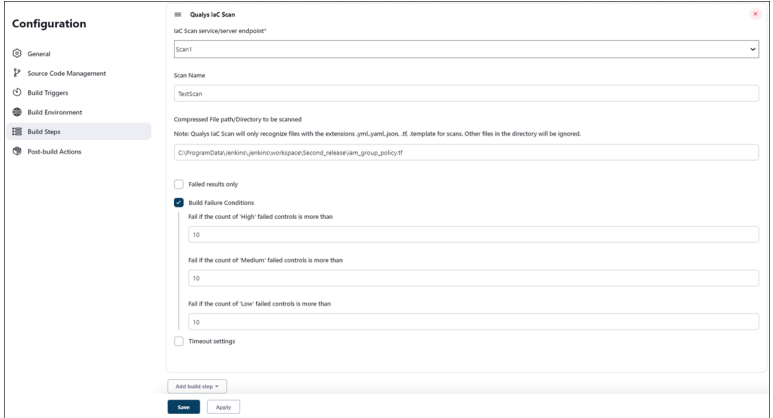 Configuration
General
Source Code Management
Build Triggers
Build Environment
Build Steps
Post-build Actions
Qualys IaC Scan
IaC Scan service/server endpoint*
Scan1
Scan Name
TestScan
Compressed File path/Directory to be scanned
Note: Qualys IaC Scan will only recognize files with the extensions .yml,.yaml,.json, .tf, .template for scans. Other files in the directory will be ignored.
C:\ProgramData\Jenkins\.jenkins\workspace\Second_release\iam_group_policy.tf
Failed results only
Build Failure Conditions
Fail if the count of 'High' failed controls is more than
10
Fail if the count of 'Medium' failed controls is more than
10
Fail if the count of 'Low' failed controls is more than
10
Timeout settings
Add build step
Save Apply